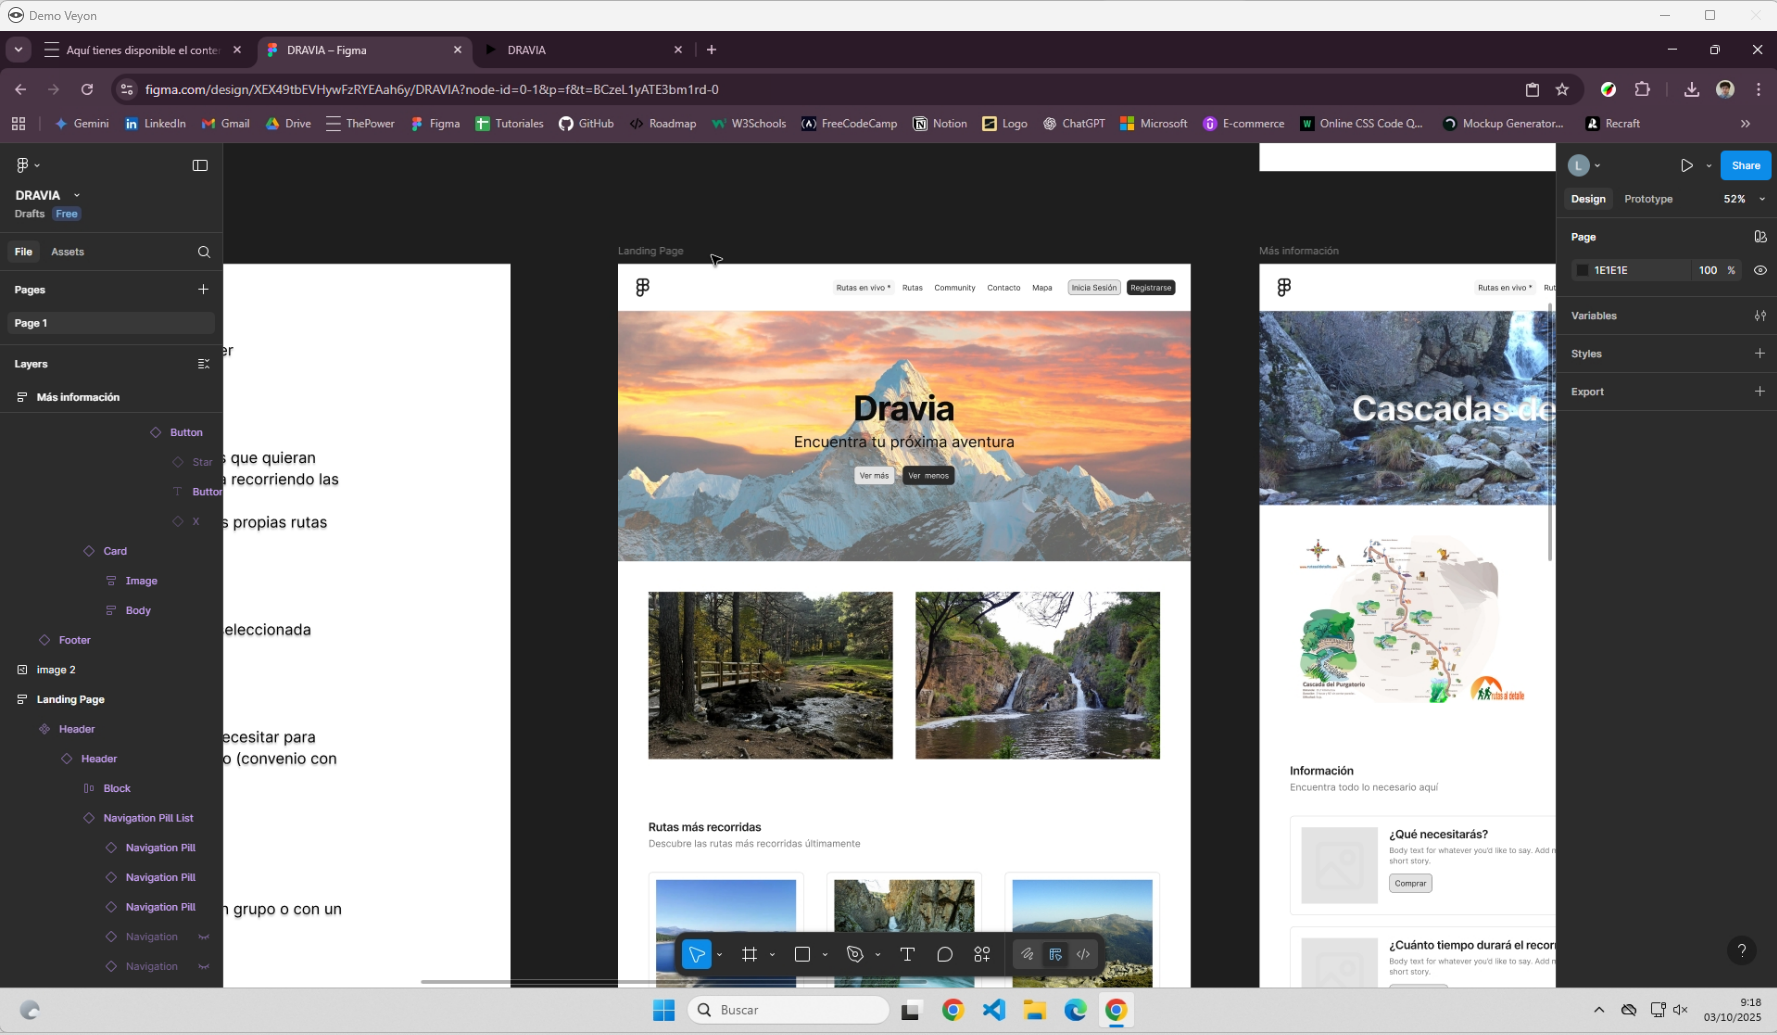 Demo Veyon
Aquí tienes disponible el conte
DRAVIA – Figma
DRAVIA
figma.com/design/XEX49tbEVHywFzRYEAah6y/DRAVIA?node-id=0-1&p=f&t=BCzeL1yATE3bm1rd-0
Gemini
LinkedIn
Gmail
Drive
ThePower
Figma
Tutoriales
GitHub
Roadmap
W3Schools
FreeCodeCamp
Notion
Logo
ChatGPT
Microsoft
E-commerce
Online CSS Code Q...
Mockup Generator...
Recraft
DRAVIA
Drafts Free
File
Assets
Pages
Page 1
Layers
Más información
Button
Star
Button
X
Card
Image
Body
Footer
image 2
Landing Page
Header
Header
Block
Navigation Pill List
Navigation Pill
Navigation Pill
Navigation Pill
Navigation
Navigation
er
s que quieran
a recorriendo las
s propias rutas
eleccionada
ecesitar para
o (convenio con
n grupo o con un
Landing Page
Rutas en vivo *
Rutas
Community
Contacto
Mapa
Inicia Sesión
Registrarse
Dravia
Encuentra tu próxima aventura
Ver más
Ver menos
Rutas más recorridas
Descubre las rutas más recorridas últimamente
Más información
Rutas en vivo *
Rut
Cascadas de
Cascada del Purgatorio
rutas al detalle
Información
Encuentra todo lo necesario aquí
¿Qué necesitarás?
Body text for whatever you'd like to say. Add m
short story.
Comprar
¿Cuánto tiempo durará el recorr
Body text for whatever you'd like to say. Add m
short story.
L
Share
Design
Prototype
52%
Page
1E1E1E
100 %
Variables
Styles
Export
?
Buscar
9:18
03/10/2025